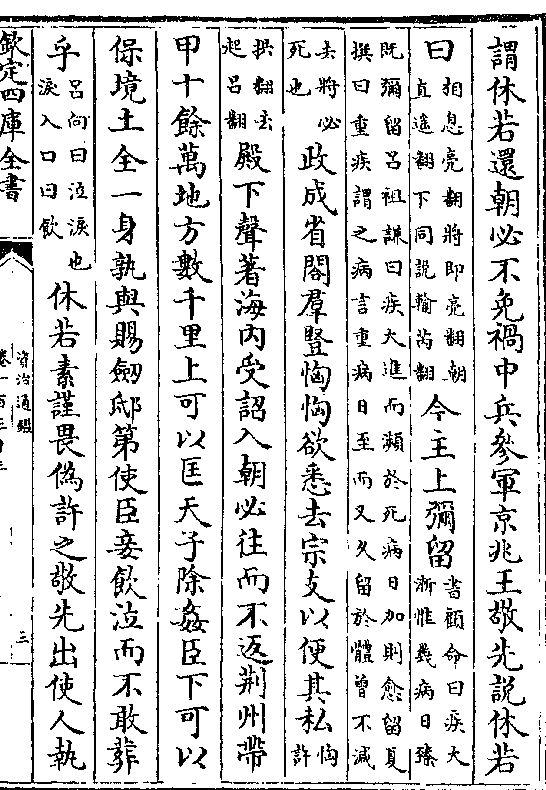 謂休若還朝必不免禍中兵參軍京兆王敬先說休若
曰相息亮翻將即亮翻朝直遙翻下同說輸芮翻今主上彌留書顧命曰疾大漸惟幾病日臻
既彌留呂祖謙曰疾大進而瀕於死病日加則愈留夏
撰曰重疾謂之病言重病日至而又久留於體曾不減
去將必死也政成省閣羣豎恟恟欲悉去宗支以便其私恟許
拱翻去起呂翻殿下聲著海內受詔入朝必往而不返荆州帶
甲十餘萬地方數千里上可以匡天子除姦臣下可以
保境土全一身孰與賜劒邸第使臣妾飲泣而不敢葬
乎呂向曰泣淚也淚入口曰飲休若素謹畏偽許之敬先出使人執
欽定四庫全書
資治通鑑
卷一百三十三
三